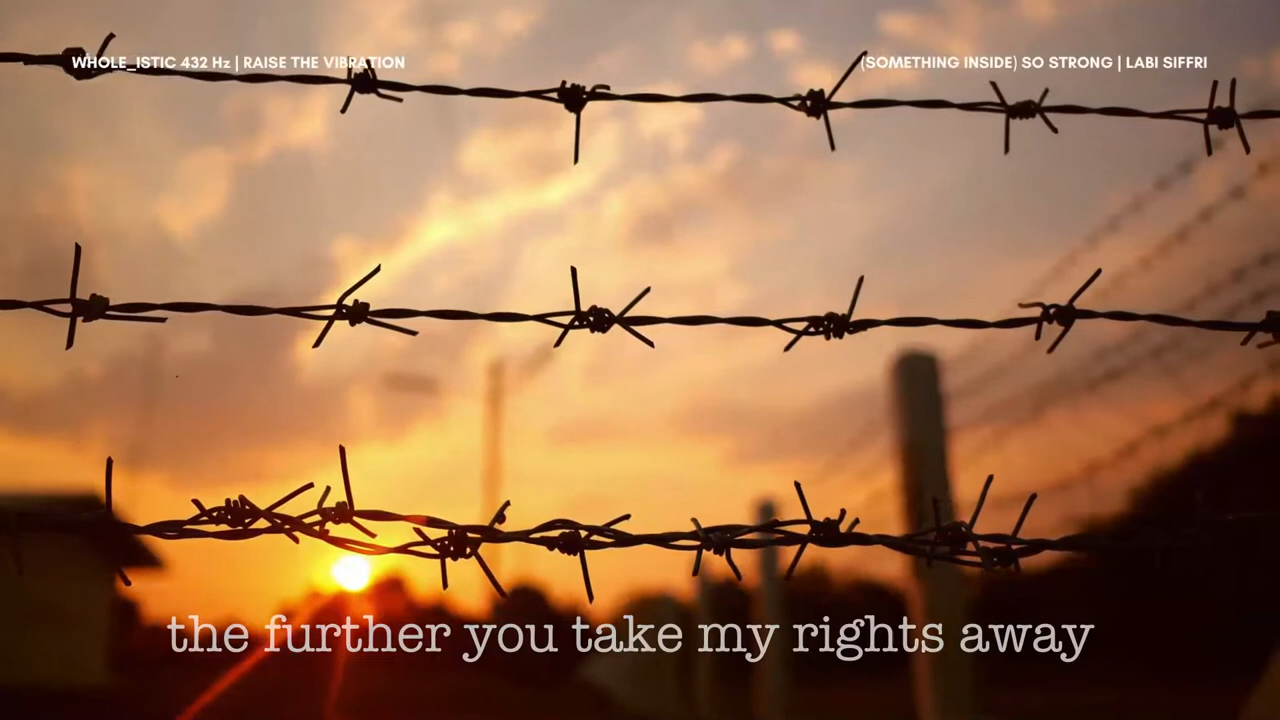 WHOLE_ISTIC 432 Hz | RAISE THE VIBRATION
(SOMETHING INSIDE) SO STRONG | LABI SIFFRI
the further you take my rights away